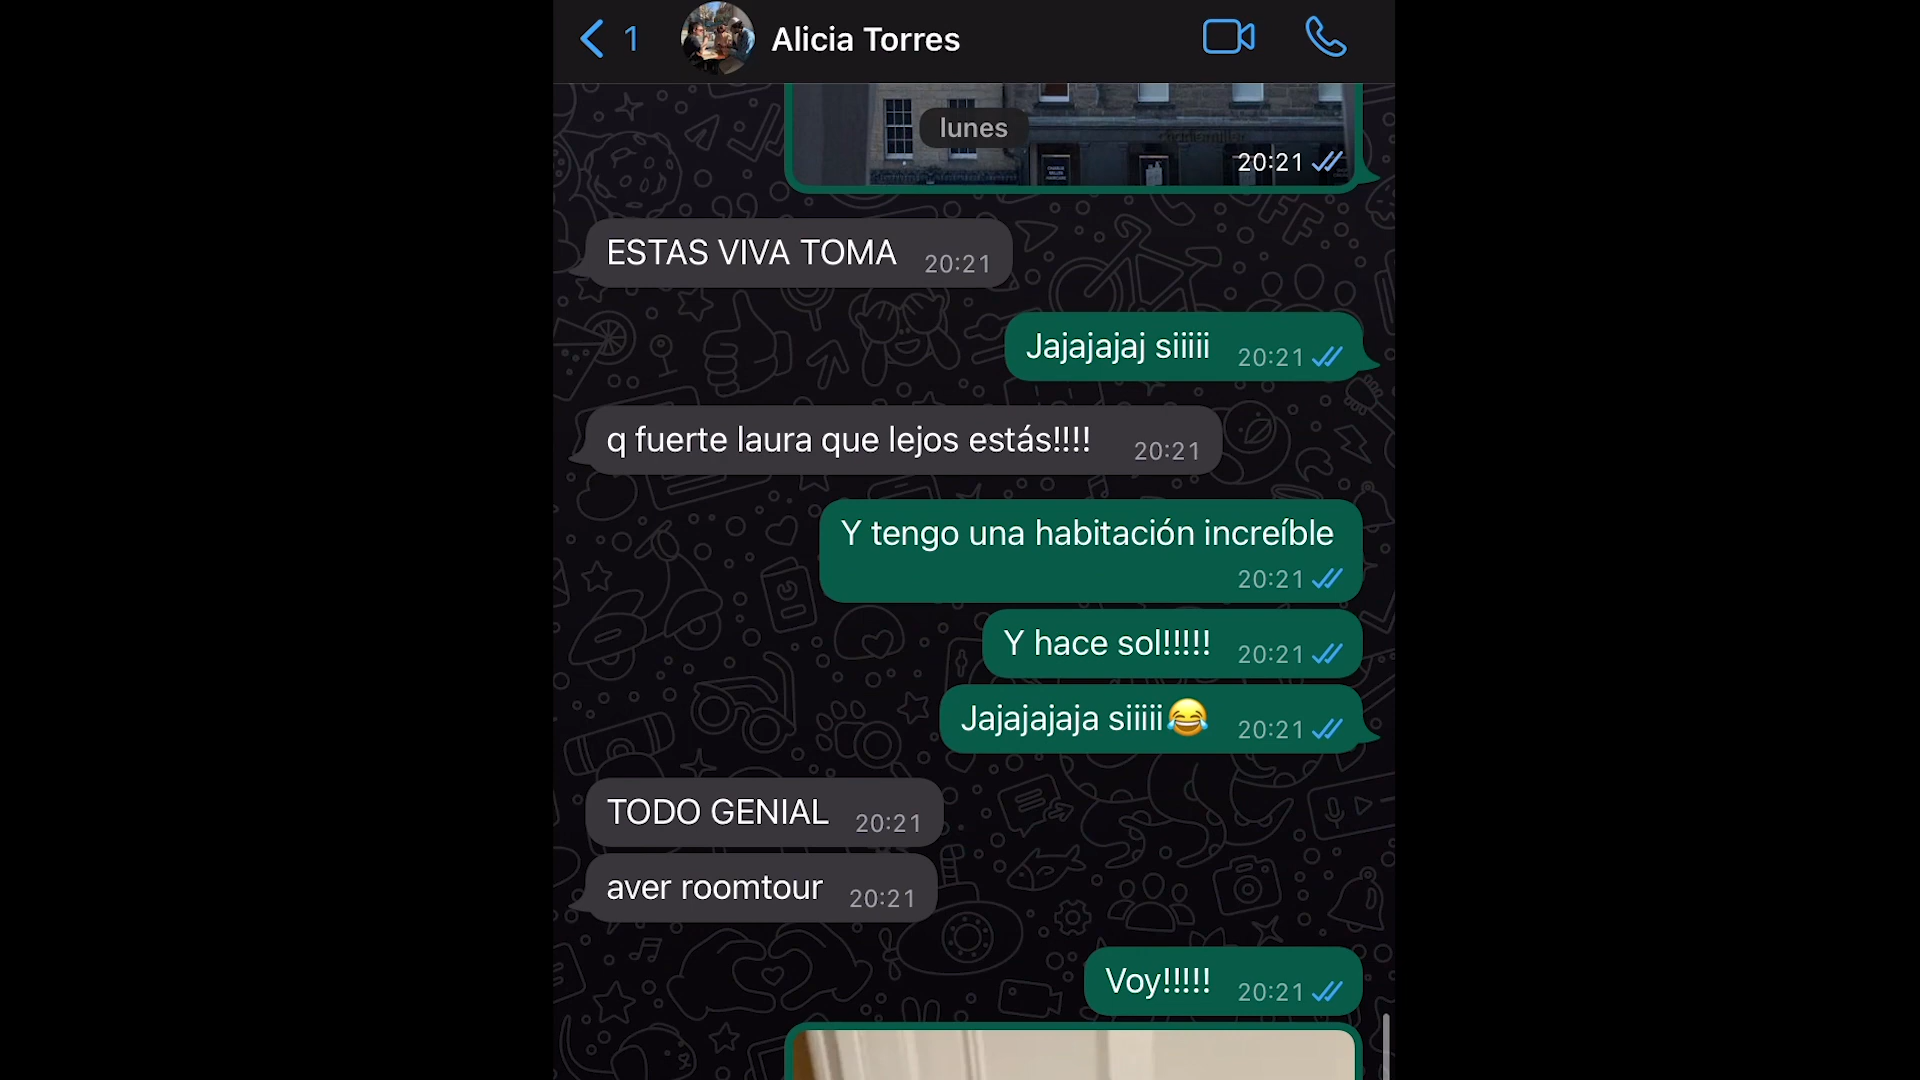 1
Alicia Torres
lunes
20:21
ESTAS VIVA TOMA 20:21
Jajajajaj siiiii 20:21
q fuerte laura que lejos estás!!!! 20:21
Y tengo una habitación increíble
20:21
Y hace sol!!!!! 20:21
Jajajajaja siiiii😂 20:21
TODO GENIAL 20:21
aver roomtour 20:21
Voy!!!!! 20:21